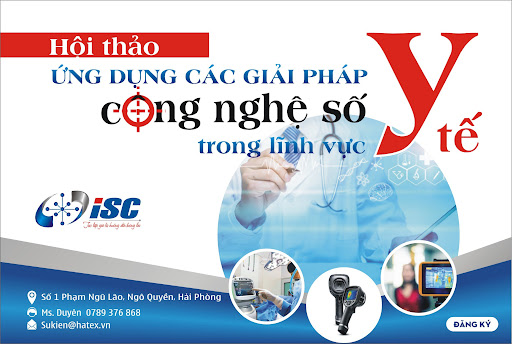 Hội thảo
ỨNG DỤNG CÁC GIẢI PHÁP
công nghệ số
trong lĩnh vực
y tế
iSC
Số 1 Phạm Ngũ Lão, Ngô Quyền, Hải Phòng
Ms. Duyên 0789 376 868
Sukien@hatex.vn
ĐĂNG KÝ